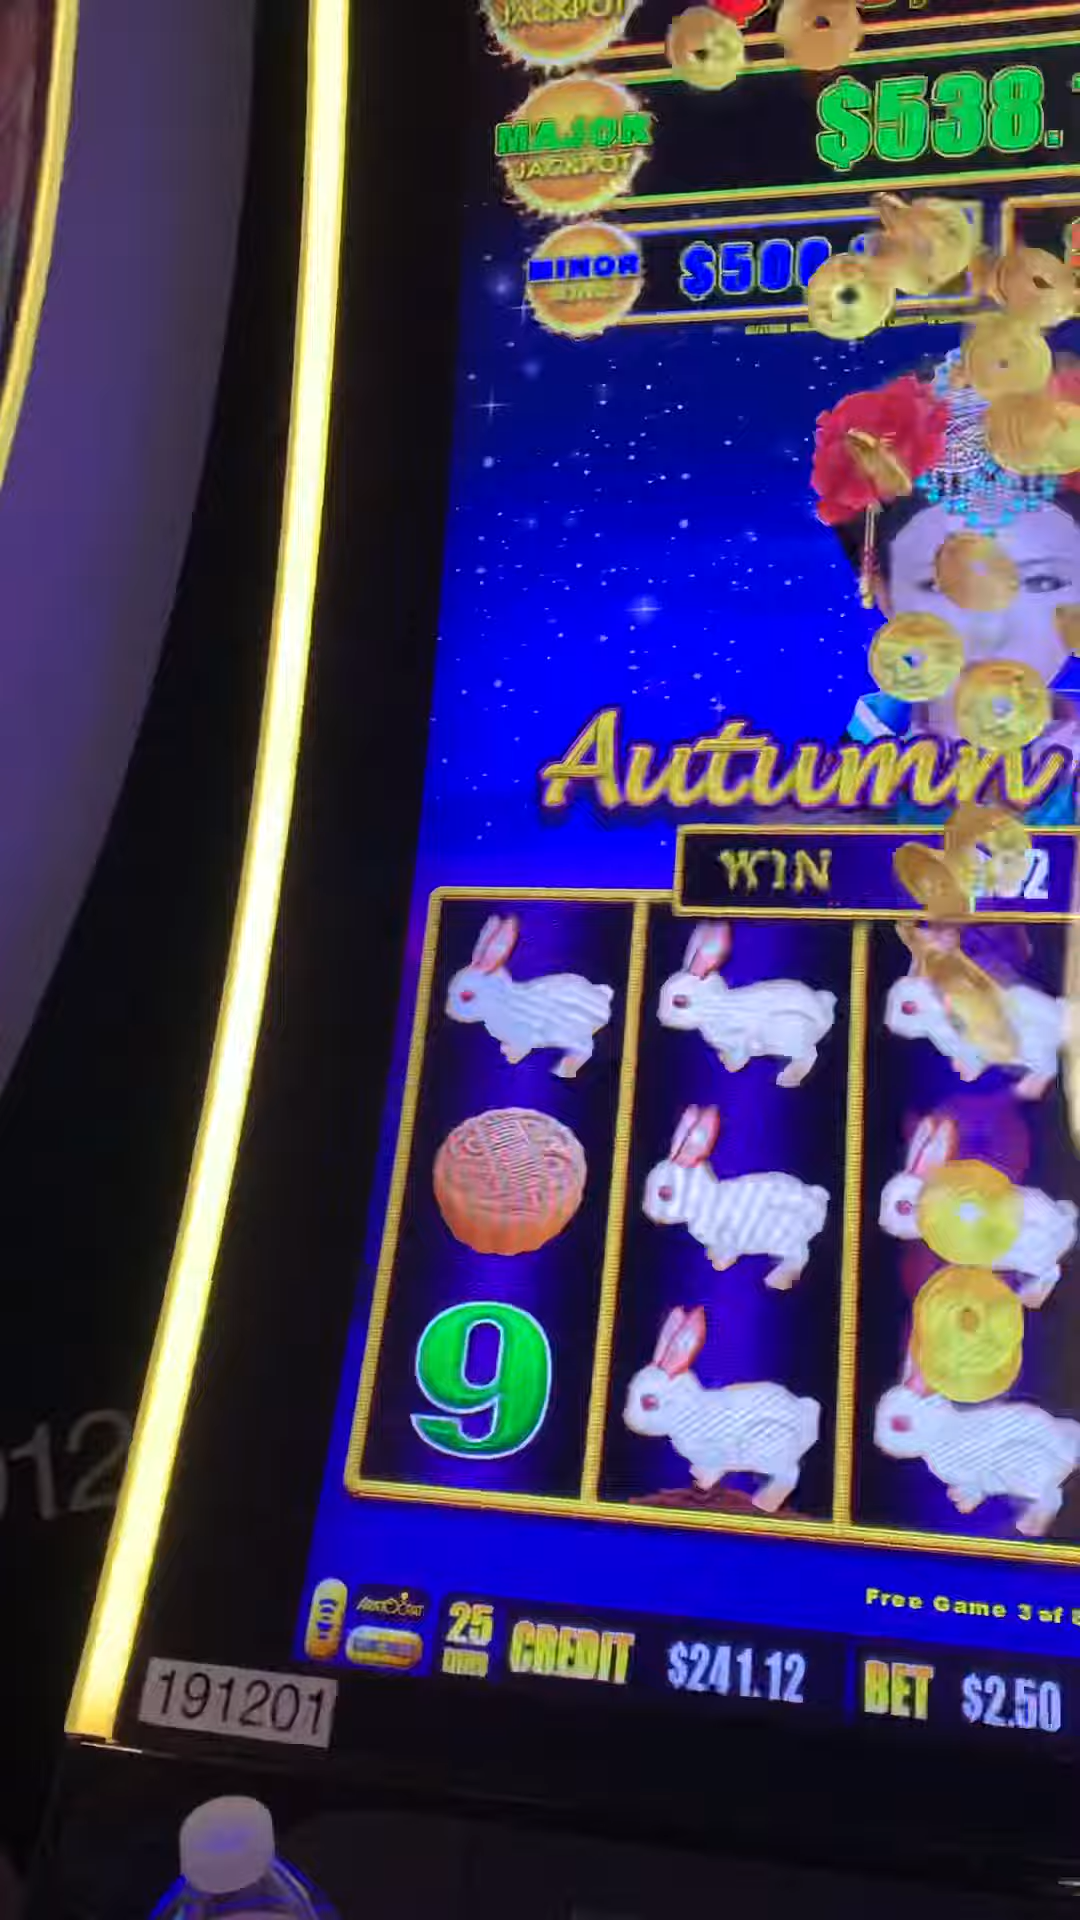 JACKPOT
MAJOR
JACKPOT
$538.
MINOR
Autumn
WIN
9
Free Game 3 of
ARISTOCRAT
25
CREDIT
$241.12
BET
$2.50
191201